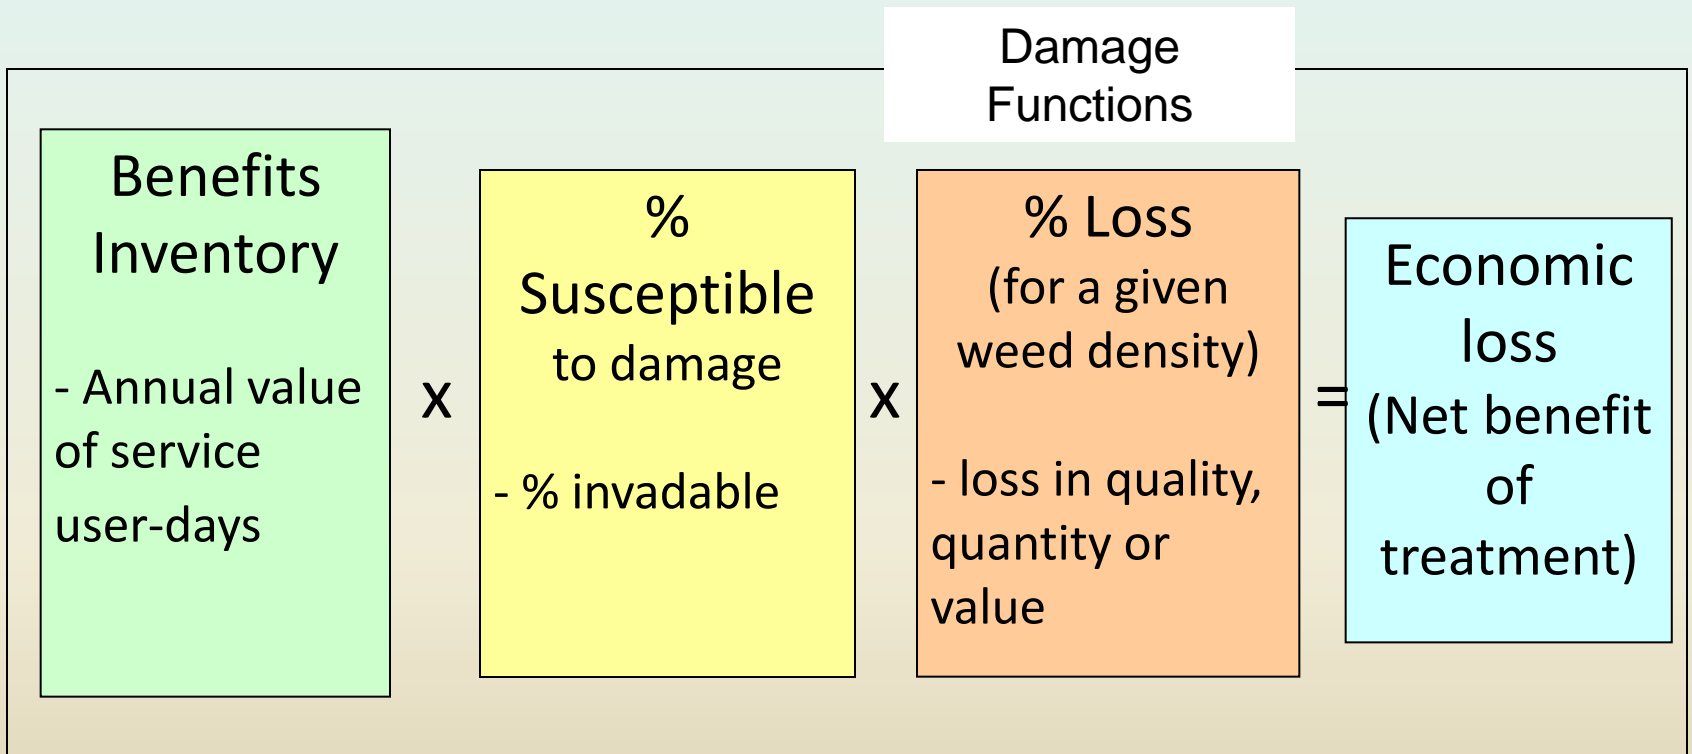 Damage
Functions
Benefits
Inventory
- Annual value
of service
user-days
x
%
Susceptible
to damage
- % invadable
x
% Loss
(for a given
weed density)
- loss in quality,
quantity or
value
=
Economic
loss
(Net benefit
of
treatment)